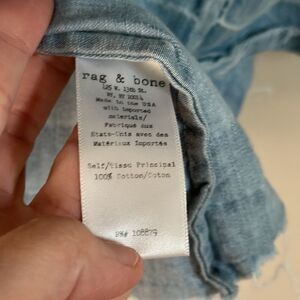 rag & bone
425 W. 13th St.
NY, NY 10014
Made in the USA
with imported
materials/
Fabriqué aux
États-Unis avec des
Matériaux Importés
Self/Tissu Principal
100% Cotton/Coton
RN# 108879